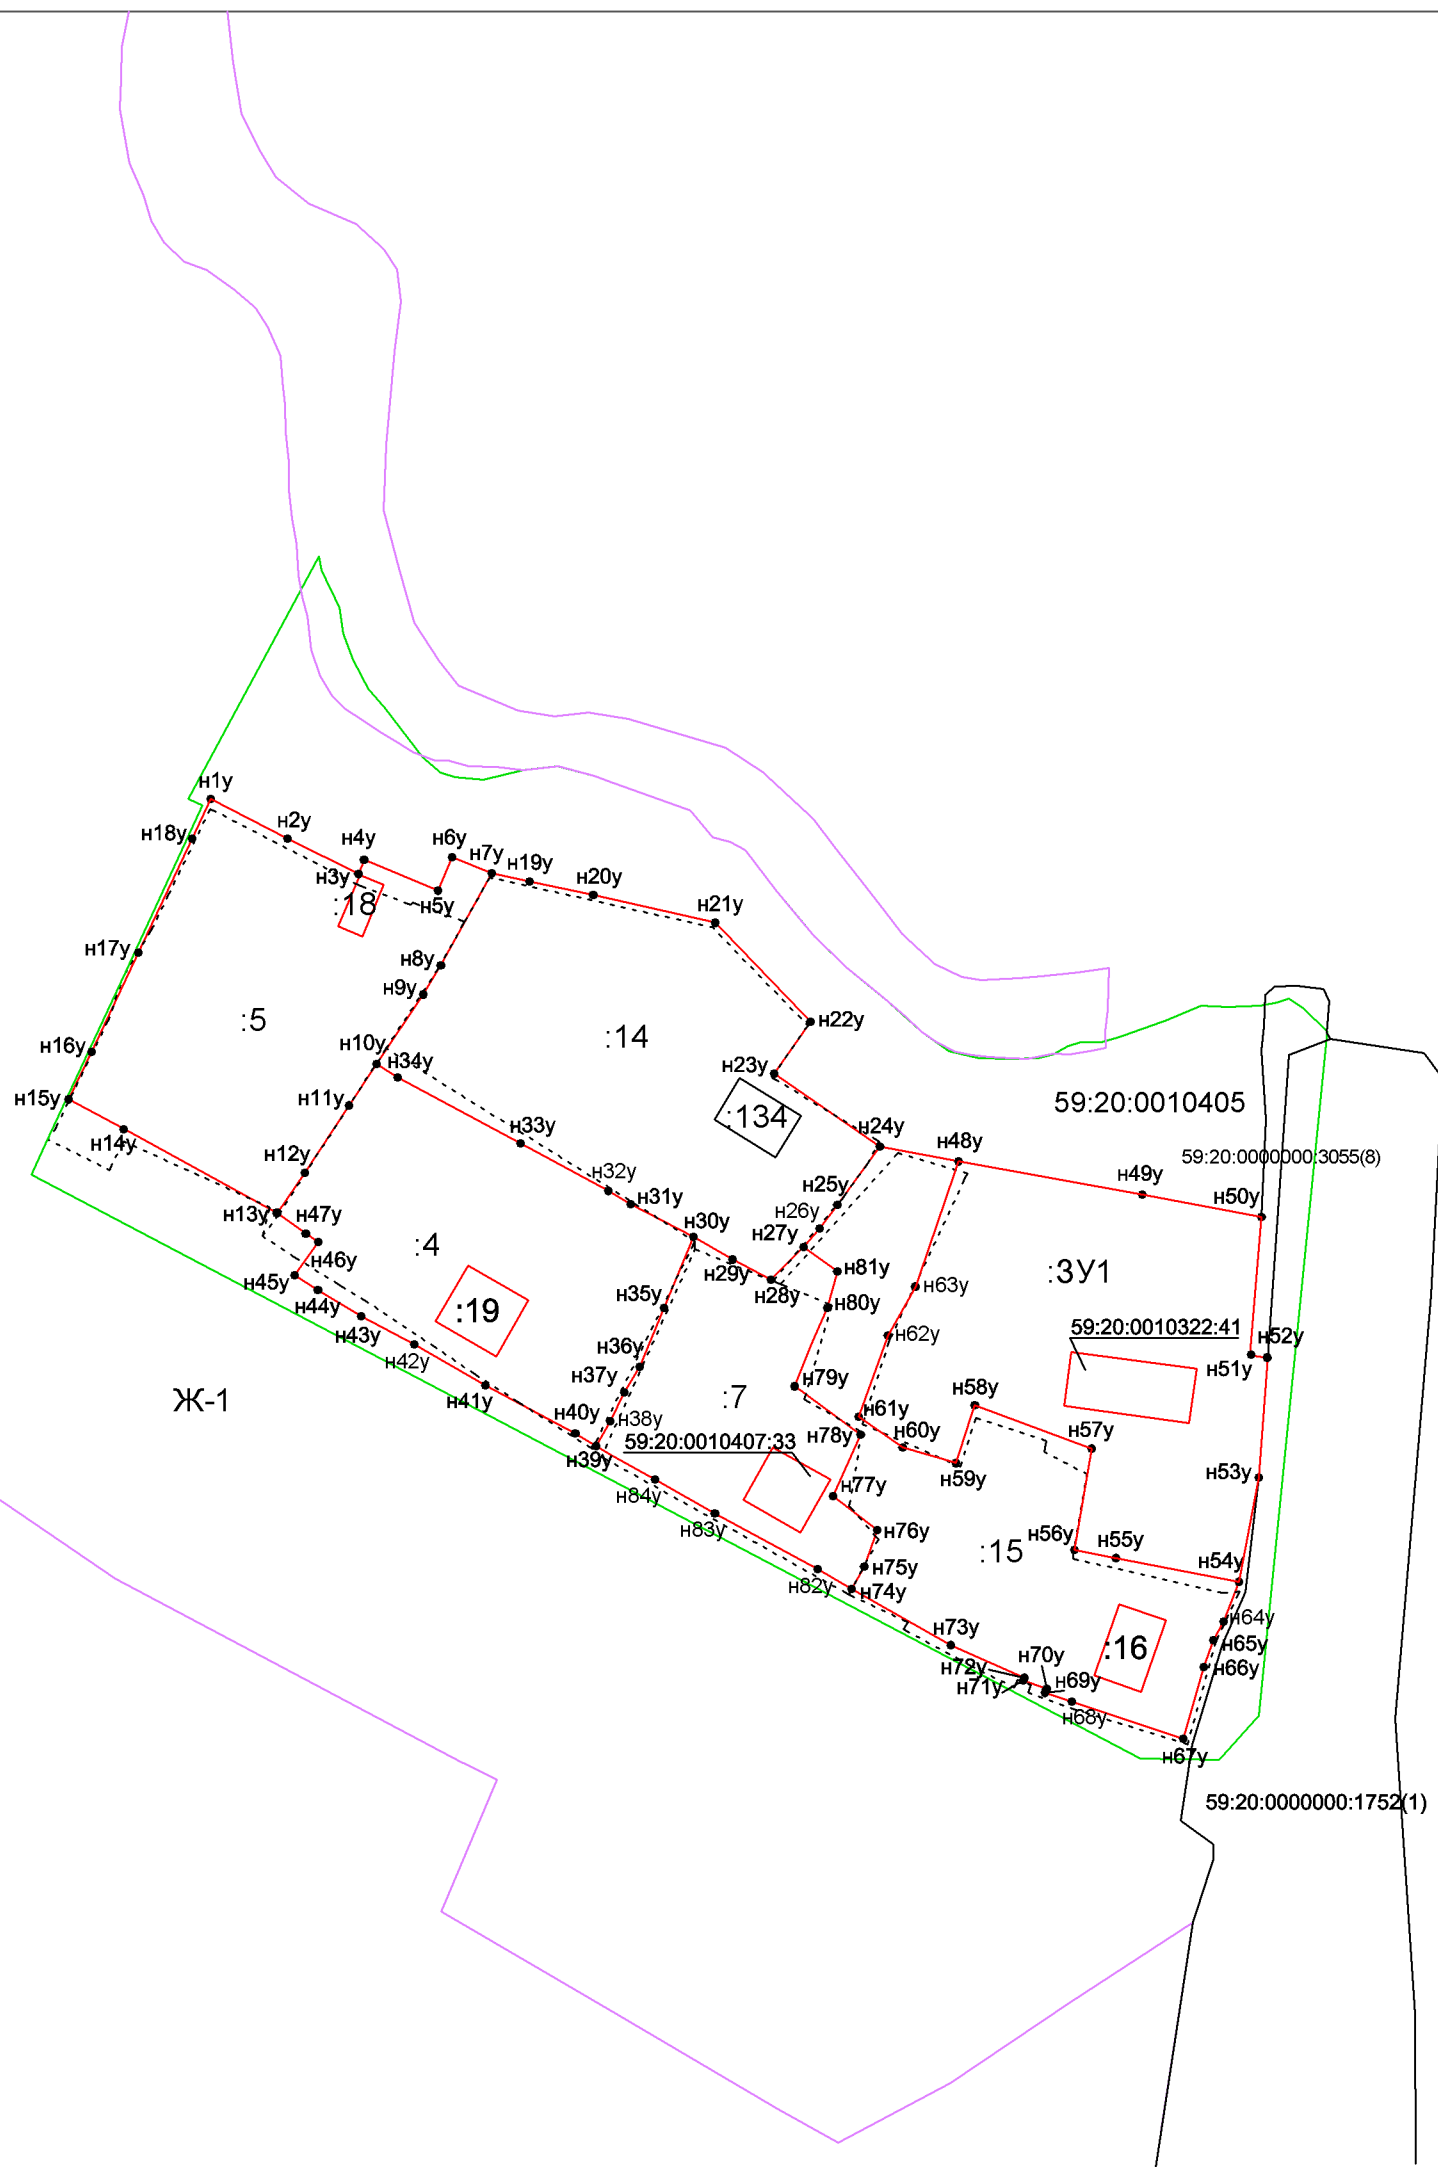 н1у
н2у
н18у
н4у
н6у
н7у
н3у
н19у
н20у
:18
н5у
н21у
н17у
н8у
н9у
:5
н22у
:14
н16у
н10у
н34у
н23у
н15у
59:20:0010405
н11у
:134
н14у
н33у
н24у
н48у
59:20:0000000:3055(8)
н12у
н32у
н49у
н31у
н25у
н50у
н13у
н26у
н47у
н30у
н27у
:4
н46у
н29у
н81у
:ЗУ1
н45у
н28у
н63у
н44у
н35у
н80у
:19
59:20:0010322:41
н43у
н62у
н52у
н42у
н36у
н51у
н37у
н79у
Ж-1
н41у
:7
н58у
н40у
н38у
н61у
н78у
59:20:0010407:33
н60у
н57у
н39у
н59у
н53у
н84у
н77у
н83у
н76у
н56у
н55у
:15
н75у
н54у
н82у
н74у
н64у
н73у
н65у
:16
н70у
н72у
н66у
н69у
н71у
н68у
н67у
59:20:0000000:1752(1)